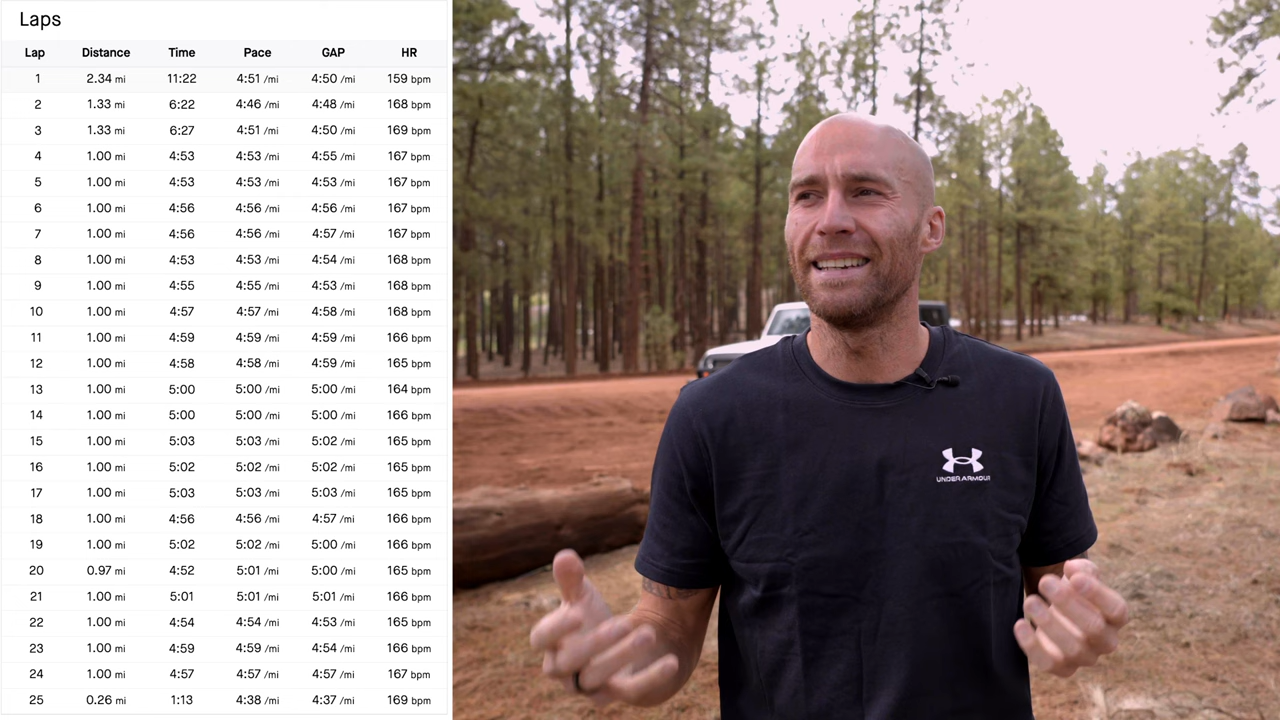 Laps
Lap Distance Time Pace GAP HR
1 2.34 mi 11:22 4:51 /mi 4:50 /mi 159 bpm
2 1.33 mi 6:22 4:46 /mi 4:48 /mi 168 bpm
3 1.33 mi 6:27 4:51 /mi 4:50 /mi 169 bpm
4 1.00 mi 4:53 4:53 /mi 4:55 /mi 167 bpm
5 1.00 mi 4:53 4:53 /mi 4:53 /mi 167 bpm
6 1.00 mi 4:56 4:56 /mi 4:56 /mi 167 bpm
7 1.00 mi 4:56 4:56 /mi 4:57 /mi 167 bpm
8 1.00 mi 4:53 4:53 /mi 4:54 /mi 168 bpm
9 1.00 mi 4:55 4:55 /mi 4:53 /mi 168 bpm
10 1.00 mi 4:57 4:57 /mi 4:58 /mi 168 bpm
11 1.00 mi 4:59 4:59 /mi 4:59 /mi 166 bpm
12 1.00 mi 4:58 4:58 /mi 4:59 /mi 165 bpm
13 1.00 mi 5:00 5:00 /mi 5:00 /mi 164 bpm
14 1.00 mi 5:00 5:00 /mi 5:00 /mi 166 bpm
15 1.00 mi 5:03 5:03 /mi 5:02 /mi 165 bpm
16 1.00 mi 5:02 5:02 /mi 5:02 /mi 165 bpm
17 1.00 mi 5:03 5:03 /mi 5:03 /mi 165 bpm
18 1.00 mi 4:56 4:56 /mi 4:57 /mi 166 bpm
19 1.00 mi 5:02 5:02 /mi 5:00 /mi 166 bpm
20 0.97 mi 4:52 5:01 /mi 5:00 /mi 165 bpm
21 1.00 mi 5:01 5:01 /mi 5:01 /mi 166 bpm
22 1.00 mi 4:54 4:54 /mi 4:53 /mi 165 bpm
23 1.00 mi 4:59 4:59 /mi 4:54 /mi 166 bpm
24 1.00 mi 4:57 4:57 /mi 4:57 /mi 167 bpm
25 0.26 mi 1:13 4:38 /mi 4:37 /mi 169 bpm
UNDER ARMOUR